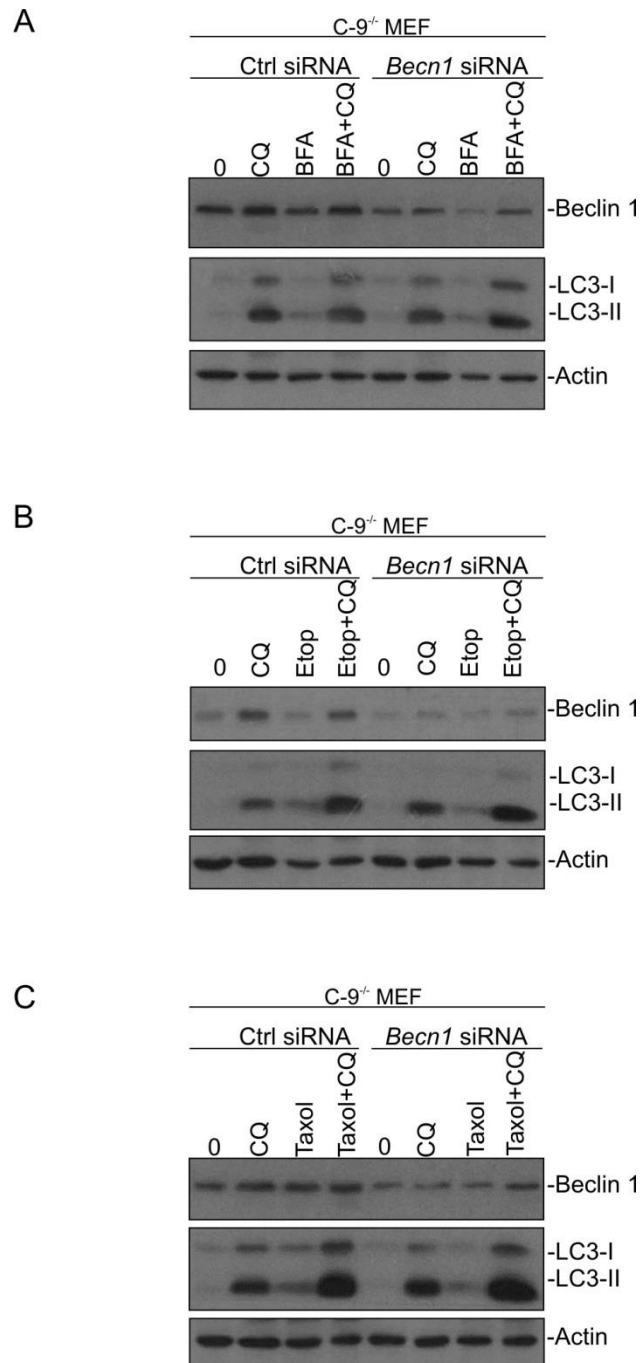 A
C-9-/- MEF
Ctrl siRNA Becn1 siRNA
0 CQ BFA BFA+CQ 0 CQ BFA BFA+CQ
-Beclin 1
-LC3-I
-LC3-II
-Actin
B
C-9-/- MEF
Ctrl siRNA Becn1 siRNA
0 CQ Etop Etop+CQ 0 CQ Etop Etop+CQ
-Beclin 1
-LC3-I
-LC3-II
-Actin
C
C-9-/- MEF
Ctrl siRNA Becn1 siRNA
0 CQ Taxol Taxol+CQ 0 CQ Taxol Taxol+CQ
-Beclin 1
-LC3-I
-LC3-II
-Actin